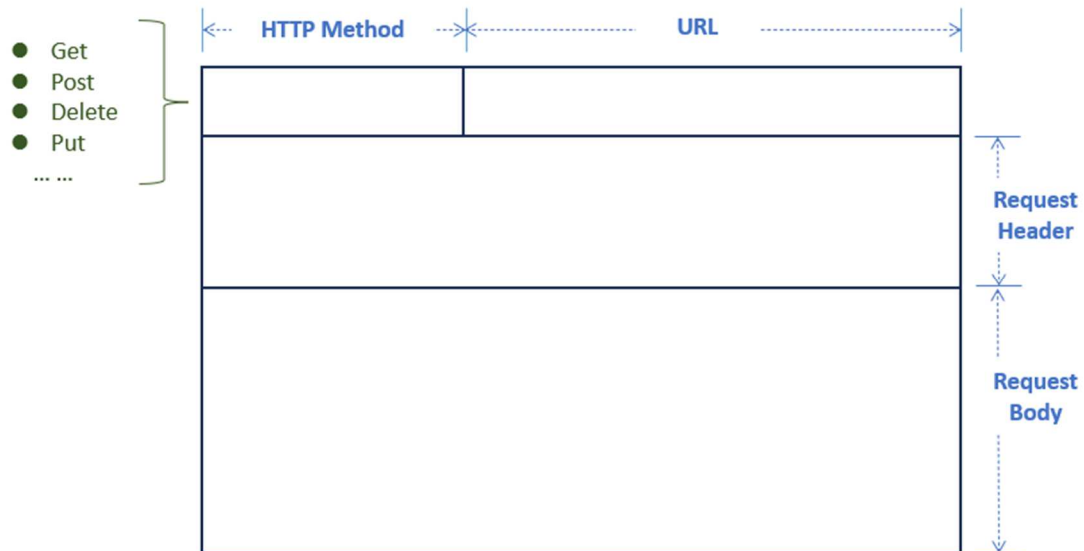 HTTP Method
URL
Get
Post
Delete
Put
... ...
Request
Header
Request
Body